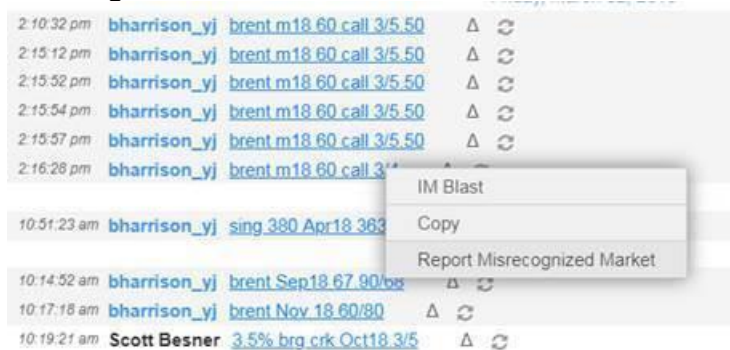 2:10:32 pm bharrison_yj brent m18 60 call 3/5.50 Δ
2:15:12 pm bharrison_yj brent m18 60 call 3/5.50 Δ
2:15:52 pm bharrison_yj brent m18 60 call 3/5.50 Δ
2:15:54 pm bharrison_yj brent m18 60 call 3/5.50 Δ
2:15:57 pm bharrison_yj brent m18 60 call 3/5.50 Δ
2:16:28 pm bharrison_yj brent m18 60 call 3/4 Δ
IM Blast
10:51:23 am bharrison_yj sing 380 Apr18 363
Copy
Report Misrecognized Market
10:14:52 am bharrison_yj brent Sep18 67.90/68 Δ
10:17:18 am bharrison_yj brent Nov 18 60/80 Δ
10:19:21 am Scott Besner 3.5% brg crk Oct18 3/5 Δ